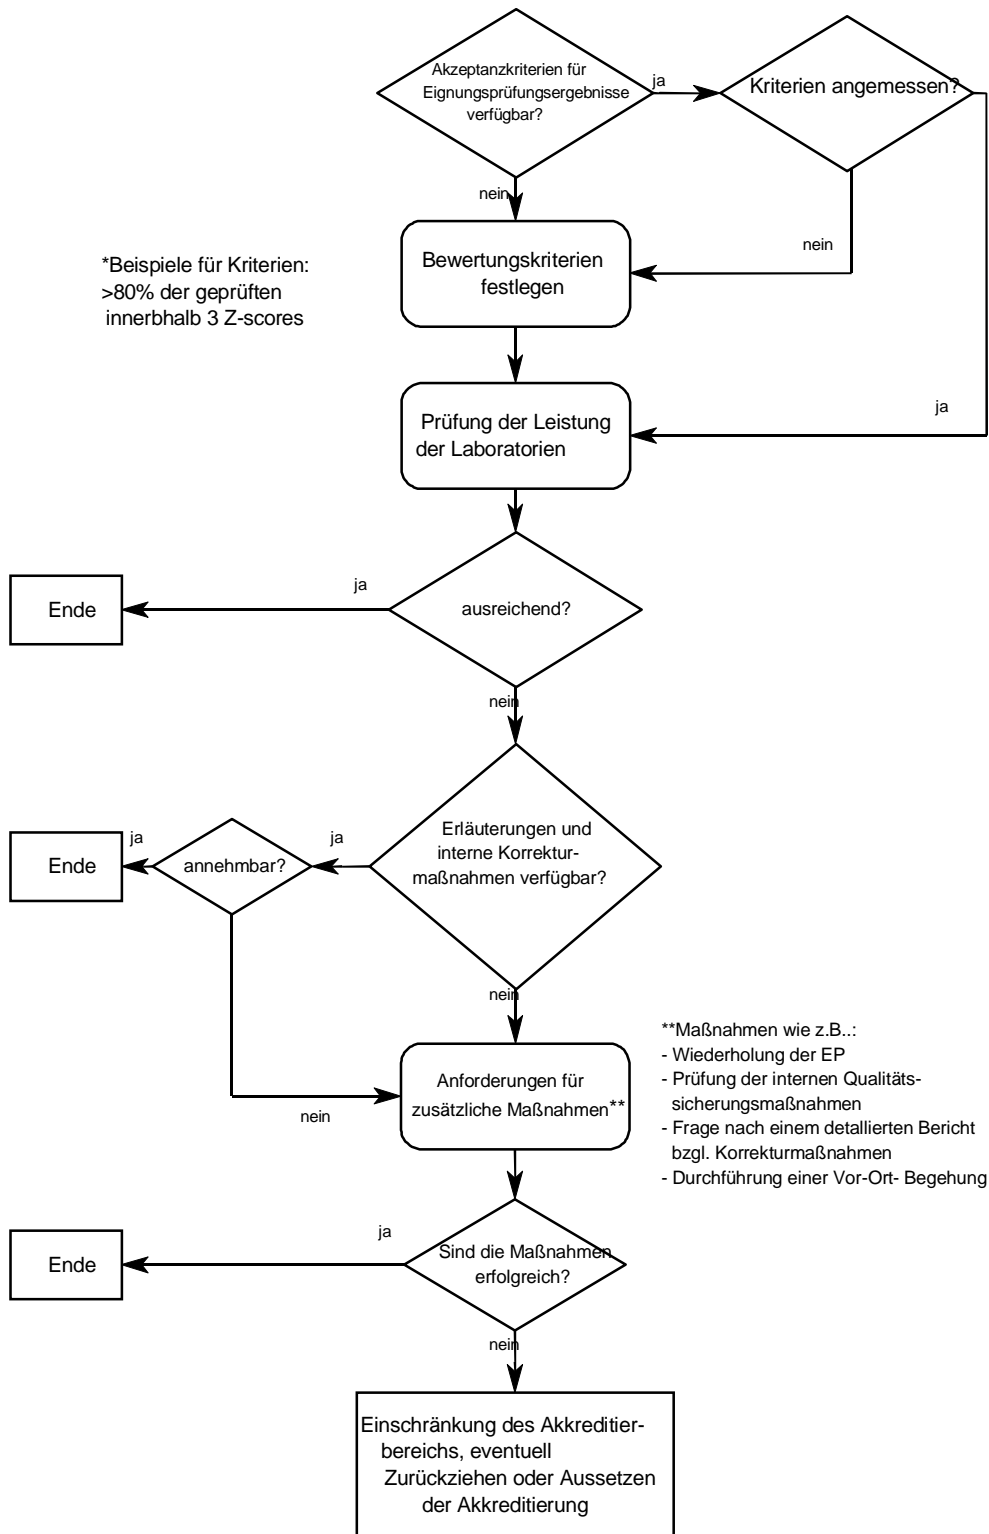 Akzeptanzkriterien für
Eignungsprüfungsergebnisse
verfügbar?
ja
Kriterien angemessen?
nein
nein
*Beispiele für Kriterien:
>80% der geprüften
innerbhalb 3 Z-scores
Bewertungskriterien
festlegen
ja
Prüfung der Leistung
der Laboratorien
ja
Ende
ausreichend?
nein
Erläuterungen und
interne Korrektur-
maßnahmen verfügbar?
ja
annehmbar?
ja
Ende
nein
nein
Anforderungen für
zusätzliche Maßnahmen**
**Maßnahmen wie z.B..:
- Wiederholung der EP
- Prüfung der internen Qualitäts-
sicherungsmaßnahmen
- Frage nach einem detallierten Bericht
bzgl. Korrekturmaßnahmen
- Durchführung einer Vor-Ort- Begehung
ja
Ende
Sind die Maßnahmen
erfolgreich?
nein
Einschränkung des Akkreditier-
bereichs, eventuell
Zurückziehen oder Aussetzen
der Akkreditierung